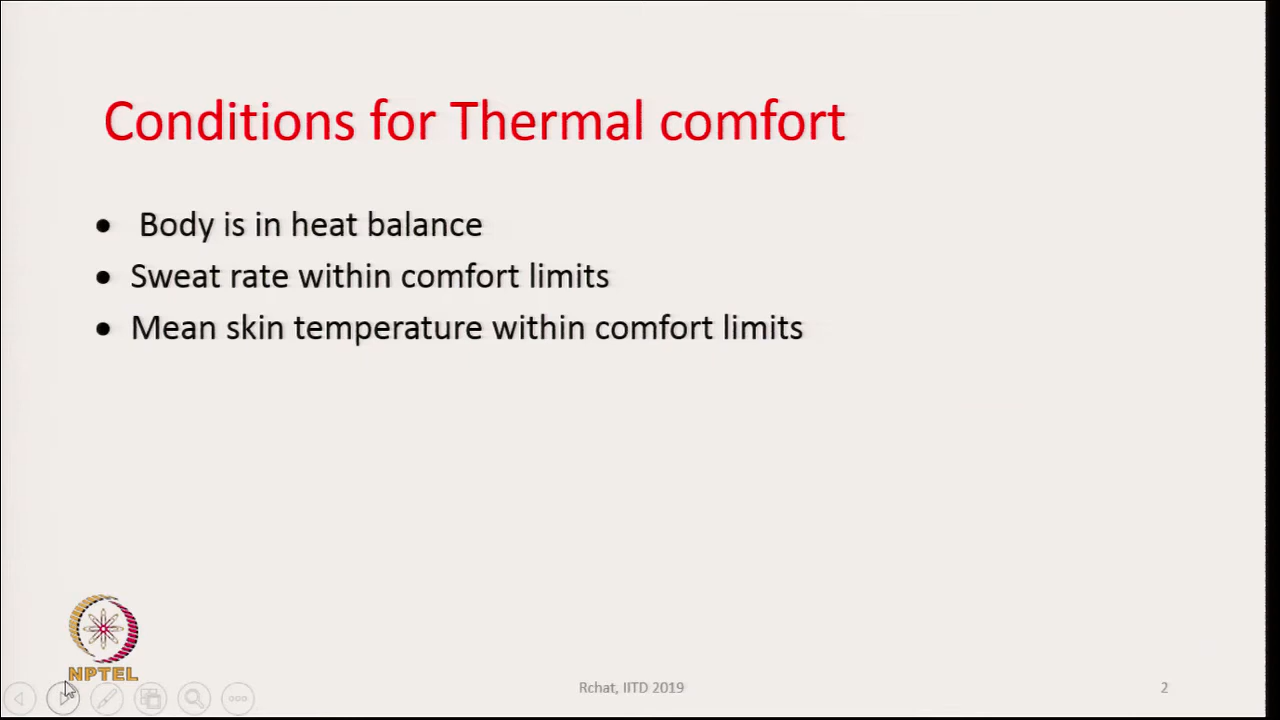 Conditions for Thermal comfort
• Body is in heat balance
• Sweat rate within comfort limits
• Mean skin temperature within comfort limits
NPTEL
Rchat, IITD 2019
2